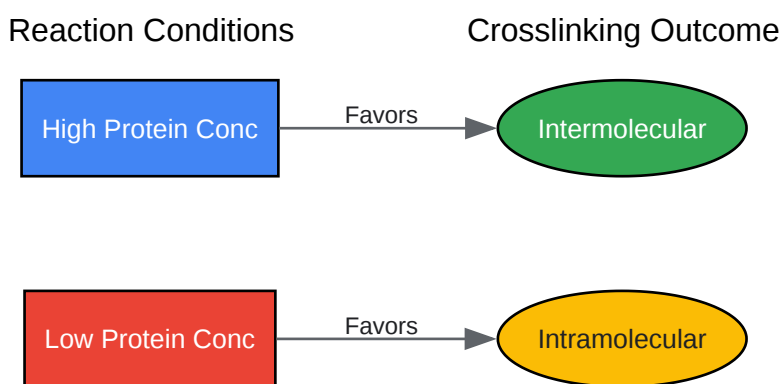 Reaction Conditions
Crosslinking Outcome
High Protein Conc
Favors
Intermolecular
Low Protein Conc
Favors
Intramolecular